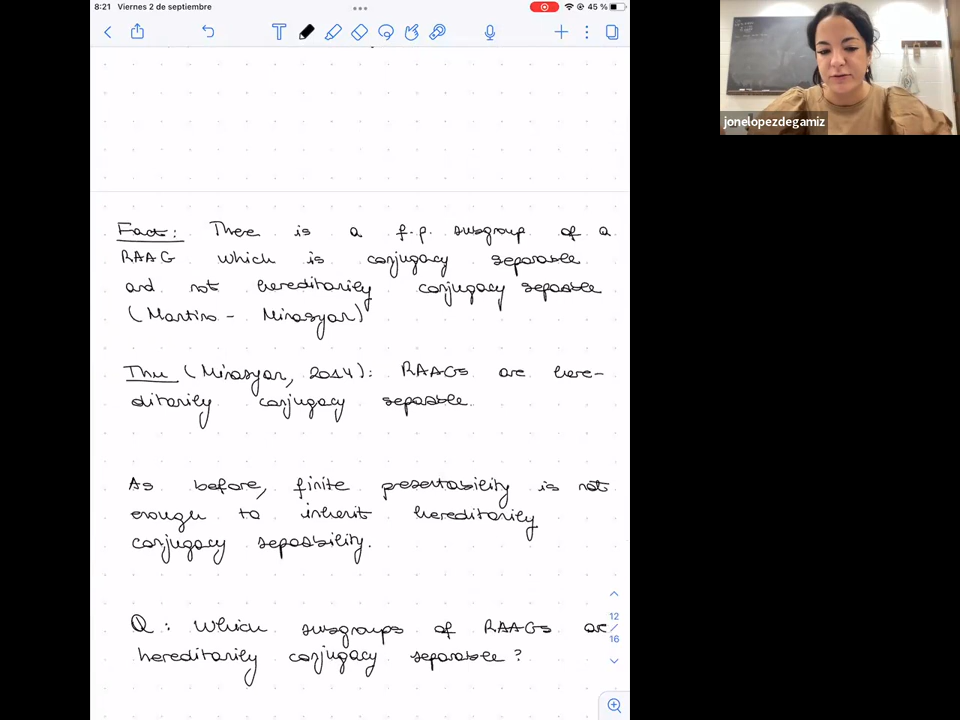 8:21 Viernes 2 de septiembre
45 %
jonelopezdegamiz
Fact: There is a f.p. subgroup of a
RAAG which is conjugacy separable
and not hereditarily conjugacy separable
(Martino - Minasyan)
Thm (Minasyan, 2014): RAAGs are here-
ditarily conjugacy separable.
As before, finite presentability is not
enough to inherit hereditarily
conjugacy separability.
Q: Which subgroups of RAAGs are
hereditarily conjugacy separable?
12
/
16